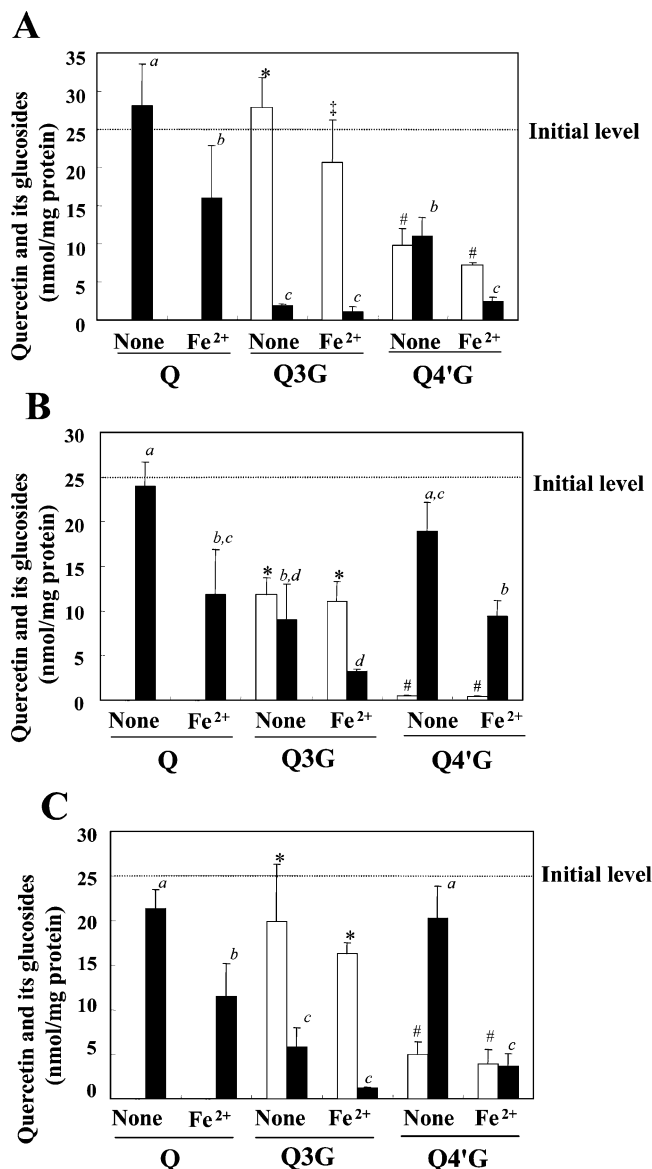 A
Quercetin and its glucosides
(nmol/mg protein)
35
30
25
20
15
10
5
0
a
b
*
c
‡
c
#
b
#
c
Initial level
None Fe2+ None Fe2+ None Fe2+
Q Q3G Q4'G
B
Quercetin and its glucosides
(nmol/mg protein)
30
25
20
15
10
5
0
a
b,c
*
b,d
*
d
#
a,c
#
b
Initial level
None Fe2+ None Fe2+ None Fe2+
Q Q3G Q4'G
C
Quercetin and its glucosides
(nmol/mg protein)
30
25
20
15
10
5
0
a
b
*
c
*
c
#
a
#
c
Initial level
None Fe2+ None Fe2+ None Fe2+
Q Q3G Q4'G